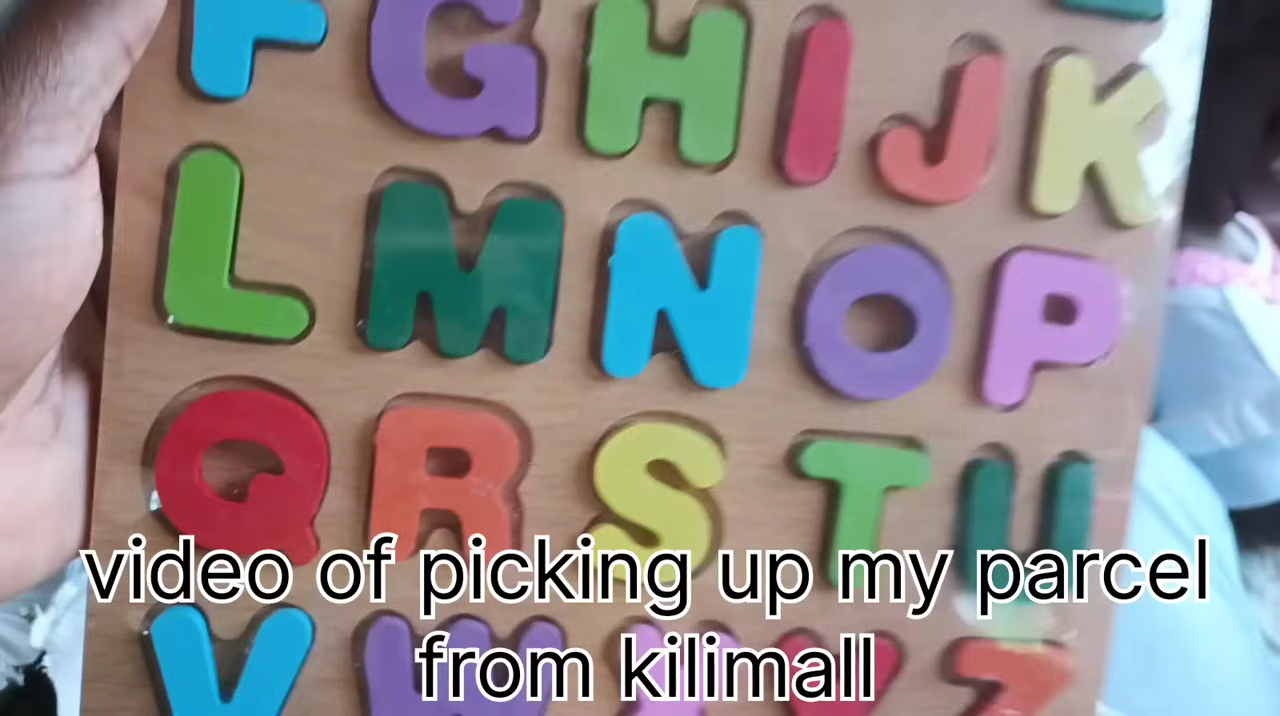 F G H I J K
L M N O P
Q R S T U
V W X Y Z
video of picking up my parcel
from kilimall